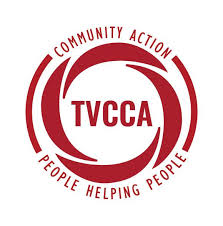 COMMUNITY ACTION
TVCCA
PEOPLE HELPING PEOPLE